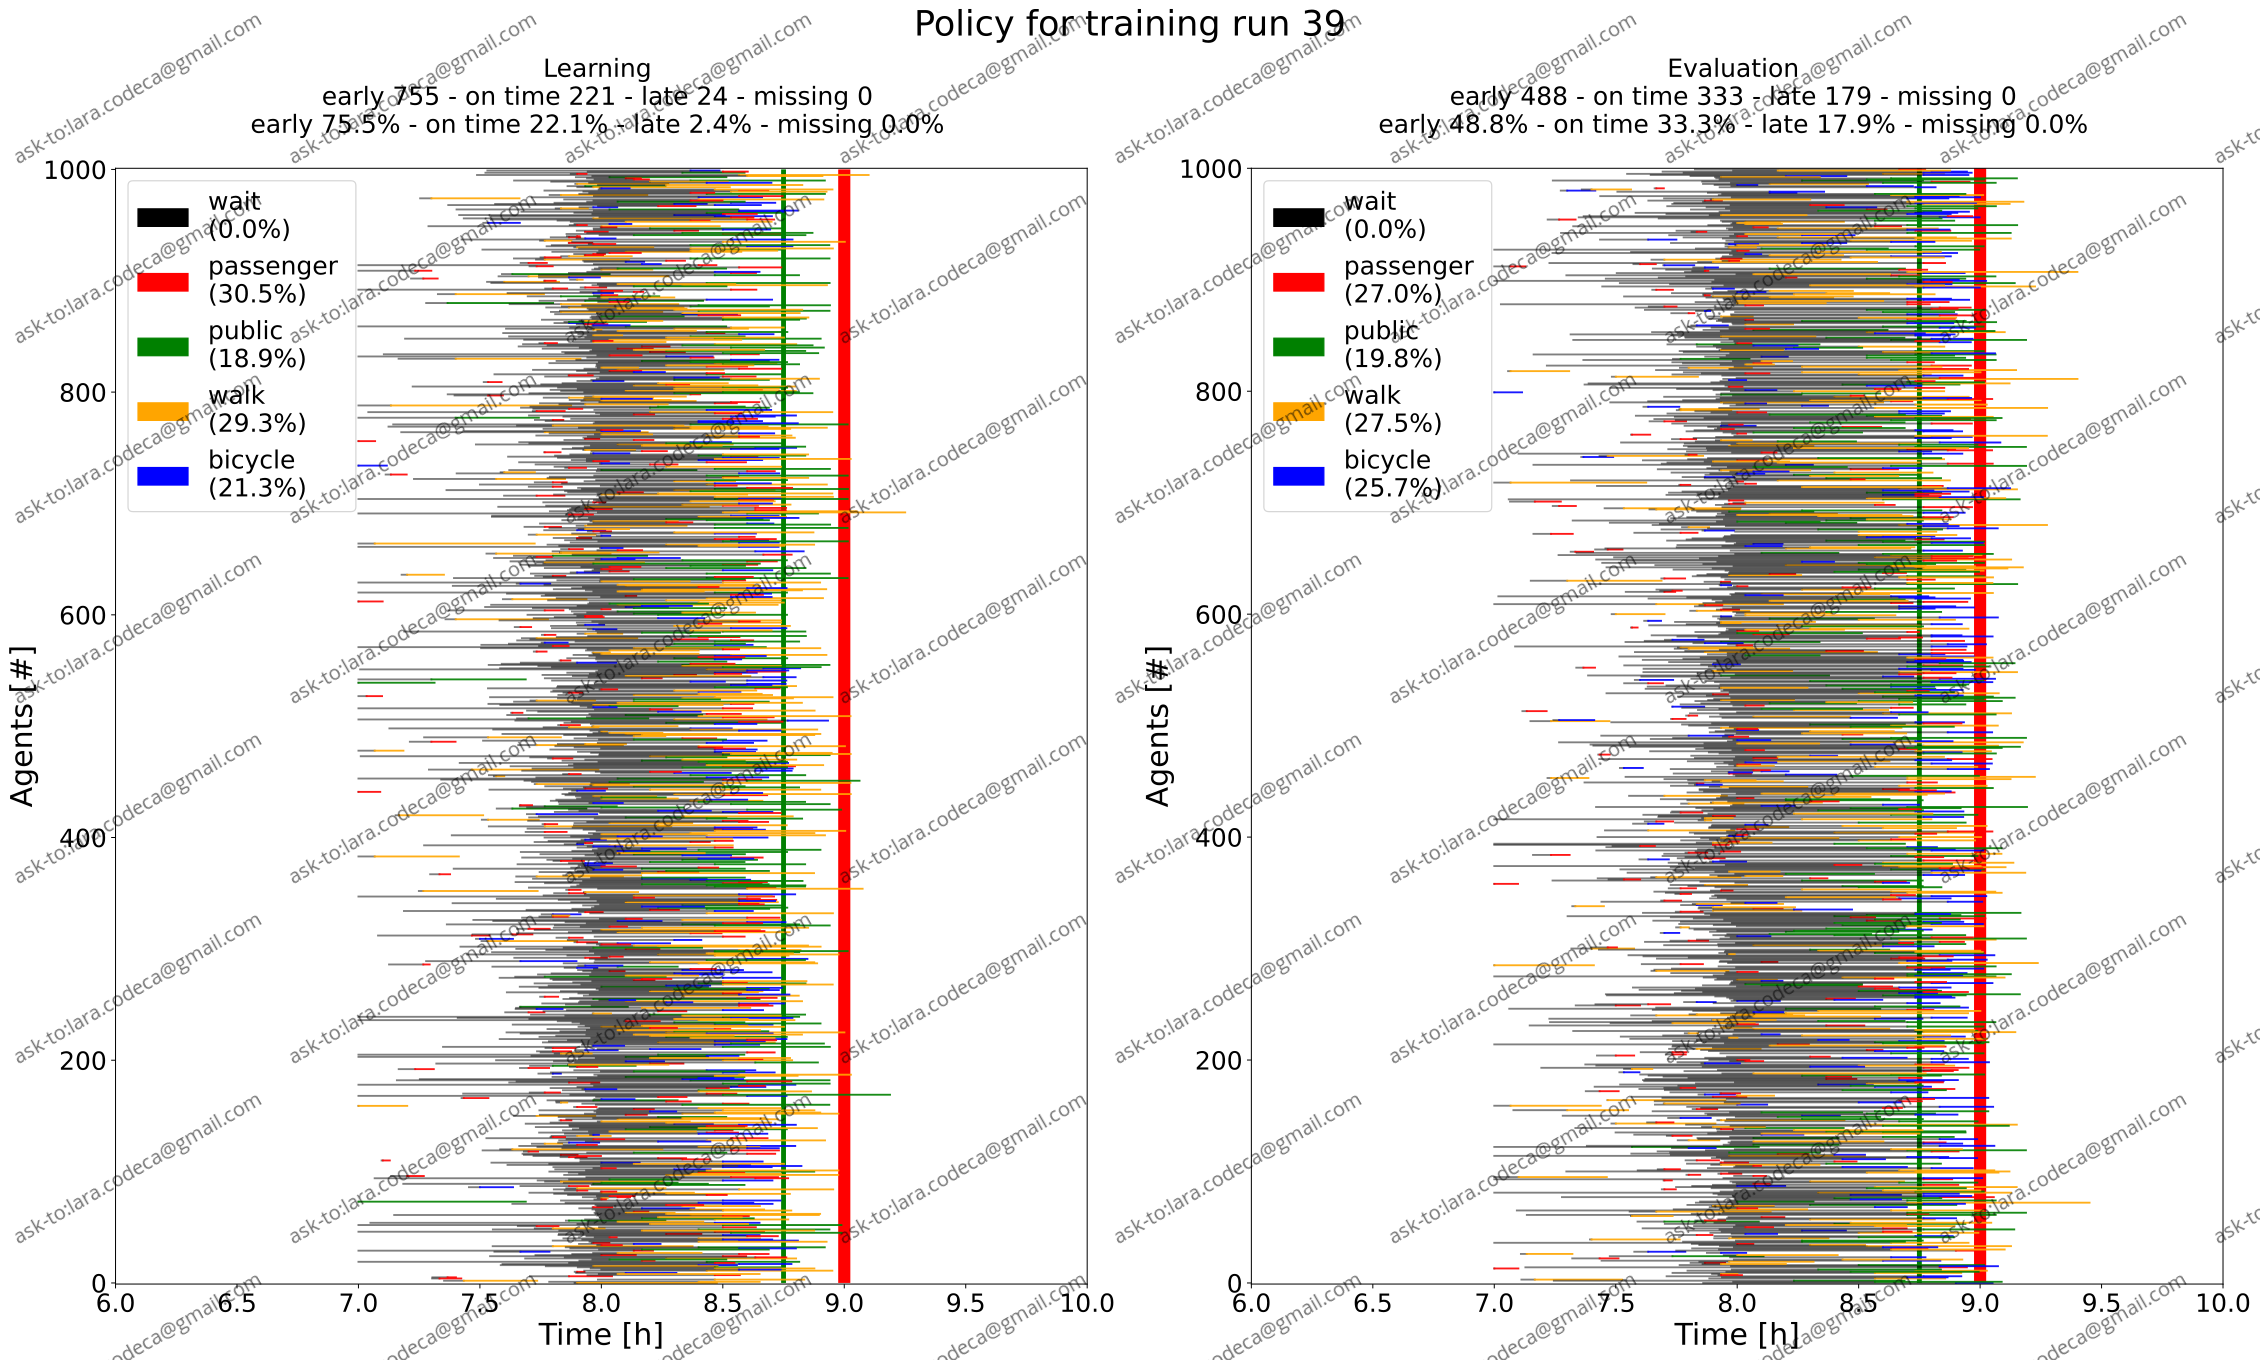 Policy for training run 39
Learning
early 755 - on time 221 - late 24 - missing 0
early 75.5% - on time 22.1% - late 2.4% - missing 0.0%
1000
800
600
400
200
0
Agents [#]
wait
(0.0%)
passenger
(30.5%)
public
(18.9%)
walk
(29.3%)
bicycle
(21.3%)
6.0 6.5 7.0 7.5 8.0 8.5 9.0 9.5 10.0
Time [h]
Evaluation
early 488 - on time 333 - late 179 - missing 0
early 48.8% - on time 33.3% - late 17.9% - missing 0.0%
1000
800
600
400
200
0
Agents [#]
wait
(0.0%)
passenger
(27.0%)
public
(19.8%)
walk
(27.5%)
bicycle
(25.7%)
6.0 6.5 7.0 7.5 8.0 8.5 9.0 9.5 10.0
Time [h]
ask-to:lara.codeca@gmail.com